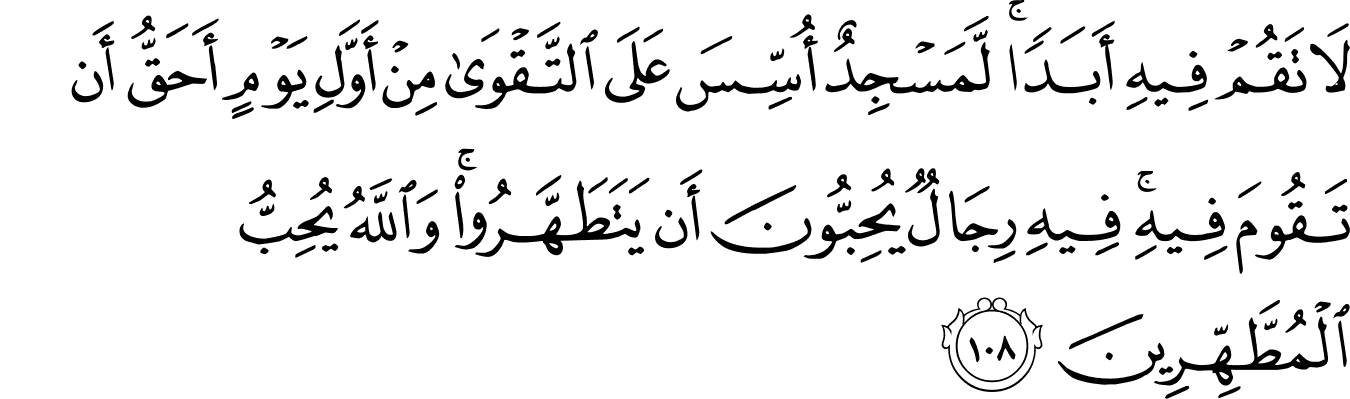 لَا تَقُمْ فِيهِ أَبَدًا ۚ لَّمَسْجِدٌ أُسِّسَ عَلَى ٱلتَّقْوَىٰ مِنْ أَوَّلِ يَوْمٍ أَحَقُّ أَن
تَقُومَ فِيهِ ۚ فِيهِ رِجَالٌ يُحِبُّونَ أَن يَتَطَهَّرُوا۟ ۚ وَٱللَّهُ يُحِبُّ
ٱلْمُطَّهِّرِينَ ١٠٨